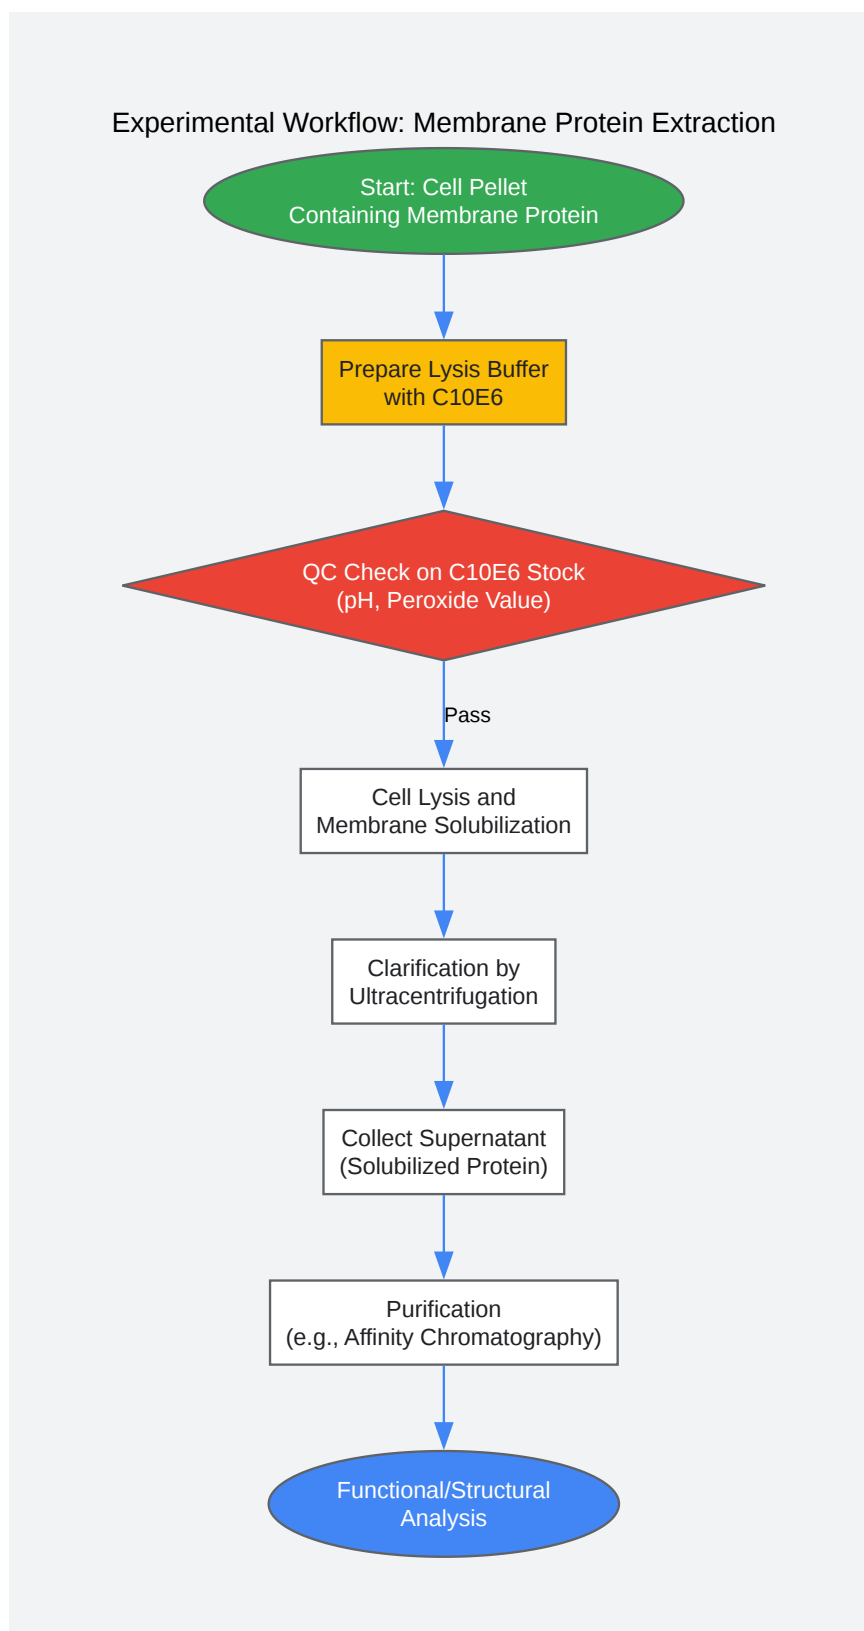 Experimental Workflow: Membrane Protein Extraction
Start: Cell Pellet
Containing Membrane Protein
Prepare Lysis Buffer
with C10E6
QC Check on C10E6 Stock
(pH, Peroxide Value)
Pass
Cell Lysis and
Membrane Solubilization
Clarification by
Ultracentrifugation
Collect Supernatant
(Solubilized Protein)
Purification
(e.g., Affinity Chromatography)
Functional/Structural
Analysis